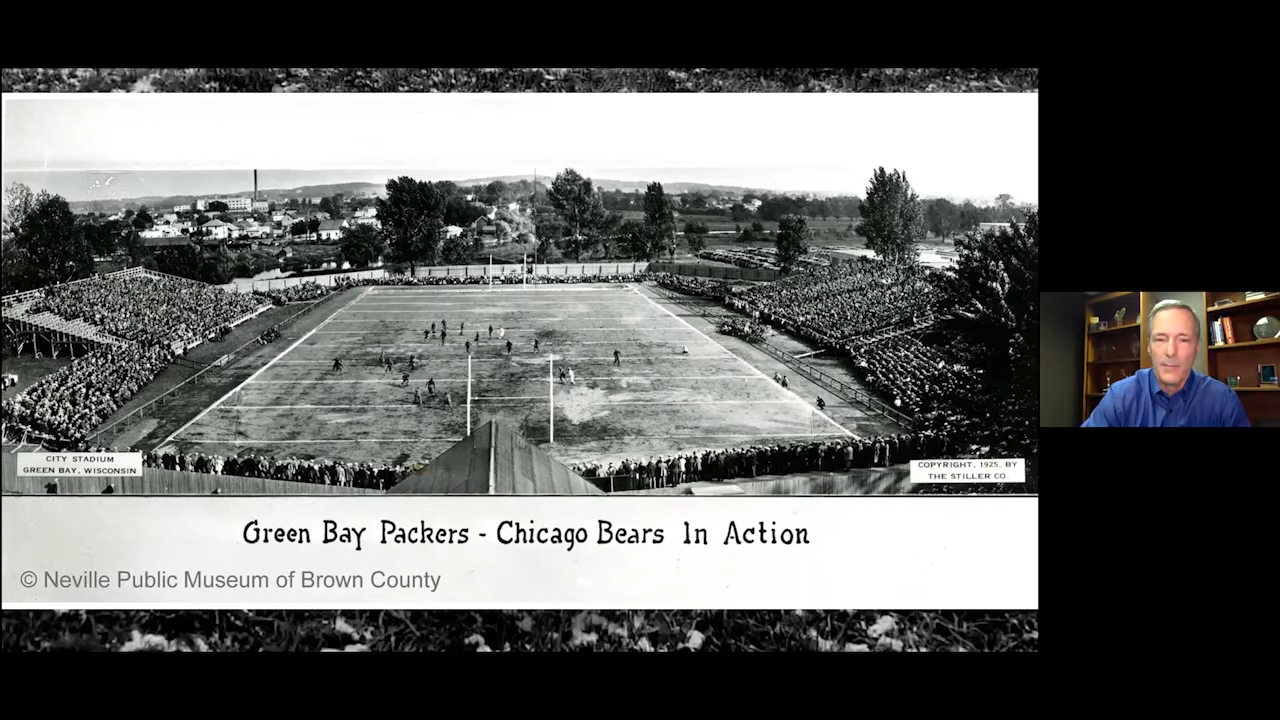 CITY STADIUM
GREEN BAY, WISCONSIN
COPYRIGHT, 1925, BY
THE STILLER CO.
Green Bay Packers - Chicago Bears In Action
© Neville Public Museum of Brown County